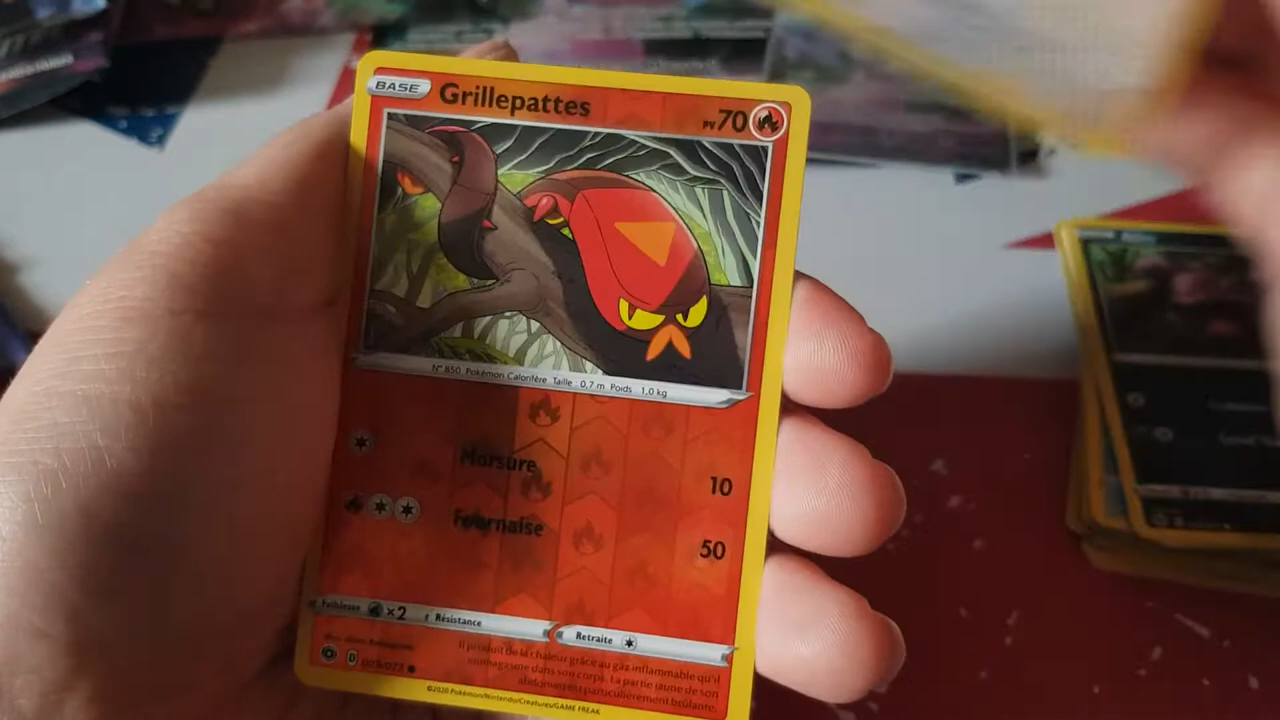 BASE Grillepattes PV 70
N° 850 Pokémon Calorifère Taille : 0,7 m Poids : 1,0 kg
Morsure 10
Fournaise 50
Faiblesse ×2 Résistance Retraite
Il produit de la chaleur grâce au gaz inflammable qu'il
emmagasine dans son corps. La partie jaune de son
abdomen est particulièrement brûlante.
D
©2020 Pokémon/Nintendo/Creatures/GAME FREAK